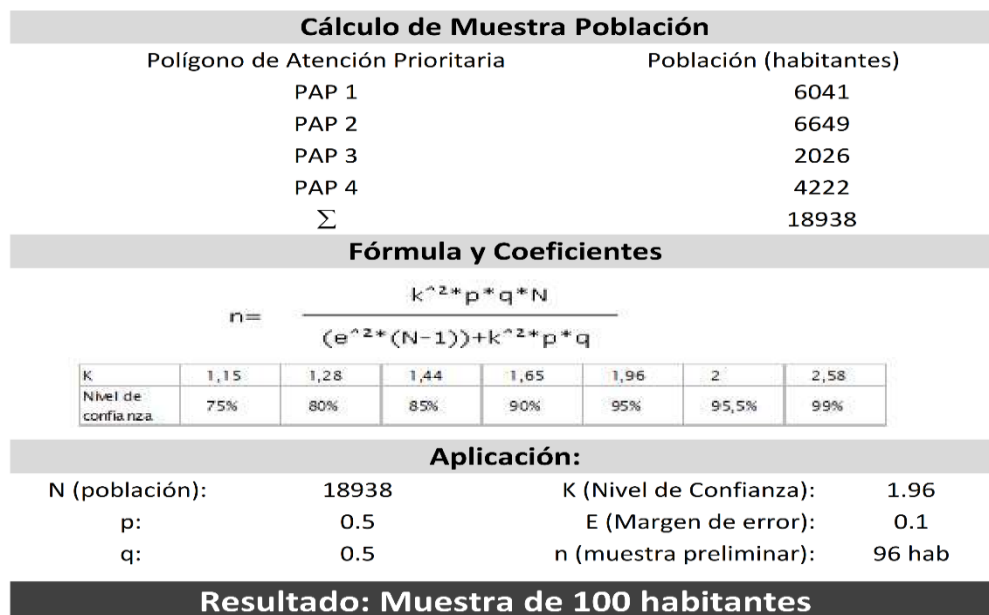 Cálculo de Muestra Población
Polígono de Atención Prioritaria Población (habitantes)
PAP 1 6041
PAP 2 6649
PAP 3 2026
PAP 4 4222
∑ 18938
Fórmula y Coeficientes
k^2*p*q*N
n=
(e^2*(N-1))+k^2*p*q
K 1,15 1,28 1,44 1,65 1,96 2 2,58
Nivel de
confianza 75% 80% 85% 90% 95% 95,5% 99%
Aplicación:
N (población): 18938 K (Nivel de Confianza): 1.96
p: 0.5 E (Margen de error): 0.1
q: 0.5 n (muestra preliminar): 96 hab
Resultado: Muestra de 100 habitantes